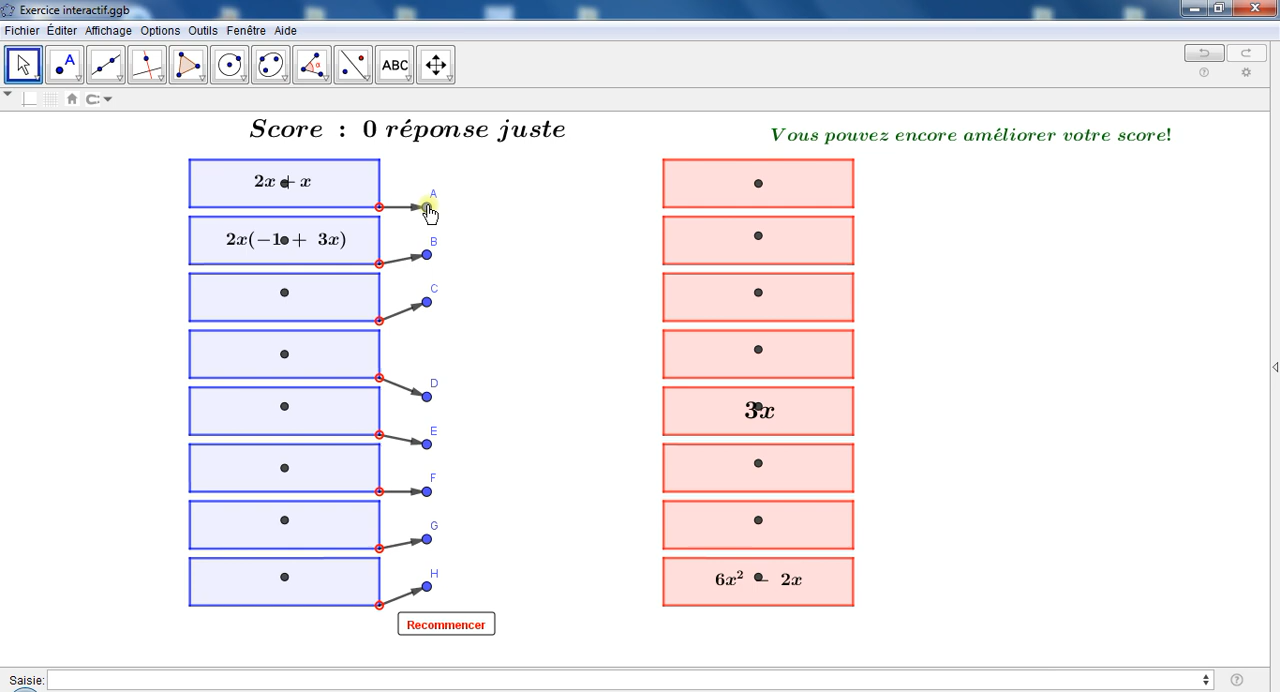 Exercice interactif.ggb
Fichier Éditer Affichage Options Outils Fenêtre Aide
ABC
Score : 0 réponse juste
Vous pouvez encore améliorer votre score!
2x + x
A
2x(−1 + 3x)
B
C
D
3x
E
F
G
H
6x² − 2x
Recommencer
Saisie: